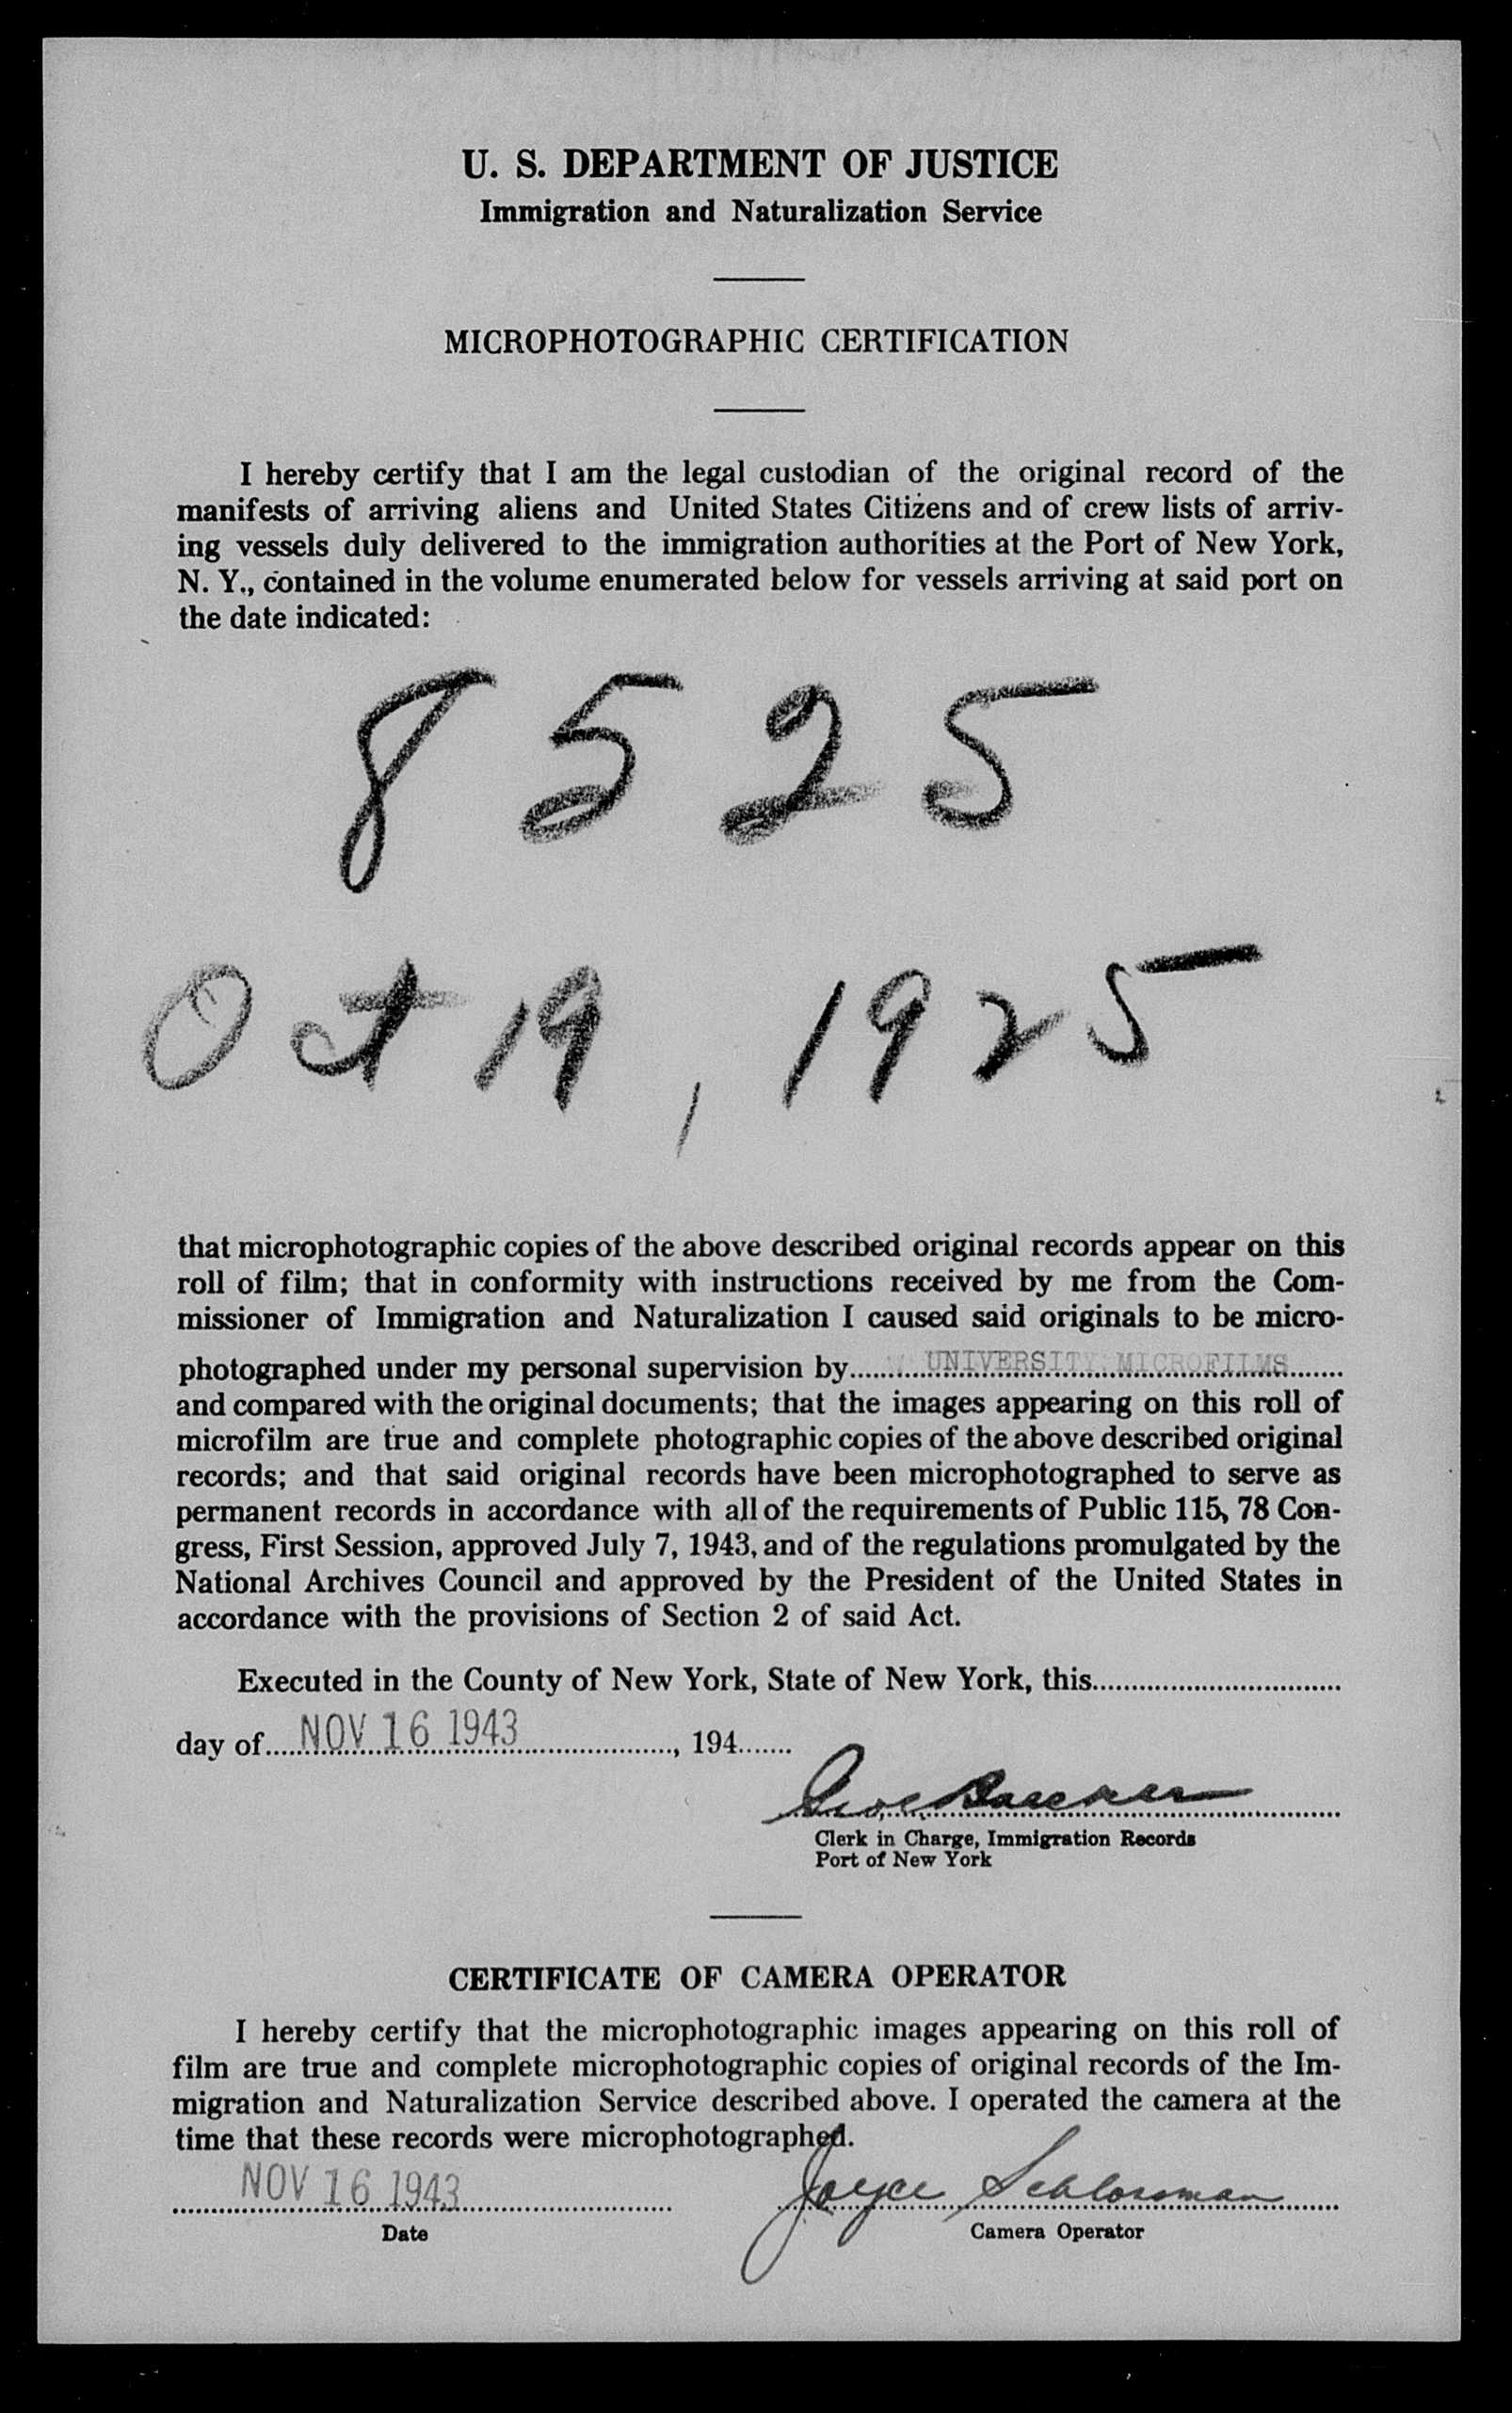 U. S. DEPARTMENT OF JUSTICE
Immigration and Naturalization Service
MICROPHOTOGRAPHIC CERTIFICATION
I hereby certify that I am the legal custodian of the original record of the
manifests of arriving aliens and United States Citizens and of crew lists of arriv-
ing vessels duly delivered to the immigration authorities at the Port of New York,
N. Y., contained in the volume enumerated below for vessels arriving at said port on
the date indicated:
8525
Oct 19, 1925
that microphotographic copies of the above described original records appear on this
roll of film; that in conformity with instructions received by me from the Com-
missioner of Immigration and Naturalization I caused said originals to be micro-
photographed under my personal supervision by UNIVERSITY MICROFILMS
and compared with the original documents; that the images appearing on this roll of
microfilm are true and complete photographic copies of the above described original
records; and that said original records have been microphotographed to serve as
permanent records in accordance with all of the requirements of Public 115, 78 Con-
gress, First Session, approved July 7, 1943, and of the regulations promulgated by the
National Archives Council and approved by the President of the United States in
accordance with the provisions of Section 2 of said Act.
Executed in the County of New York, State of New York, this
day of NOV 16 1943, 194
Clerk in Charge, Immigration Records
Port of New York
CERTIFICATE OF CAMERA OPERATOR
I hereby certify that the microphotographic images appearing on this roll of
film are true and complete microphotographic copies of original records of the Im-
migration and Naturalization Service described above. I operated the camera at the
time that these records were microphotographed.
NOV 16 1943 Joyce Schlossman
Date Camera Operator